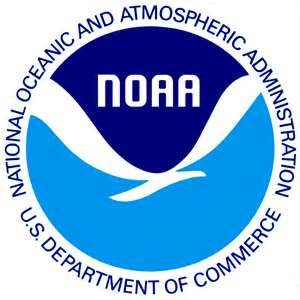 NATIONAL OCEANIC AND ATMOSPHERIC ADMINISTRATION
NOAA
U.S. DEPARTMENT OF COMMERCE